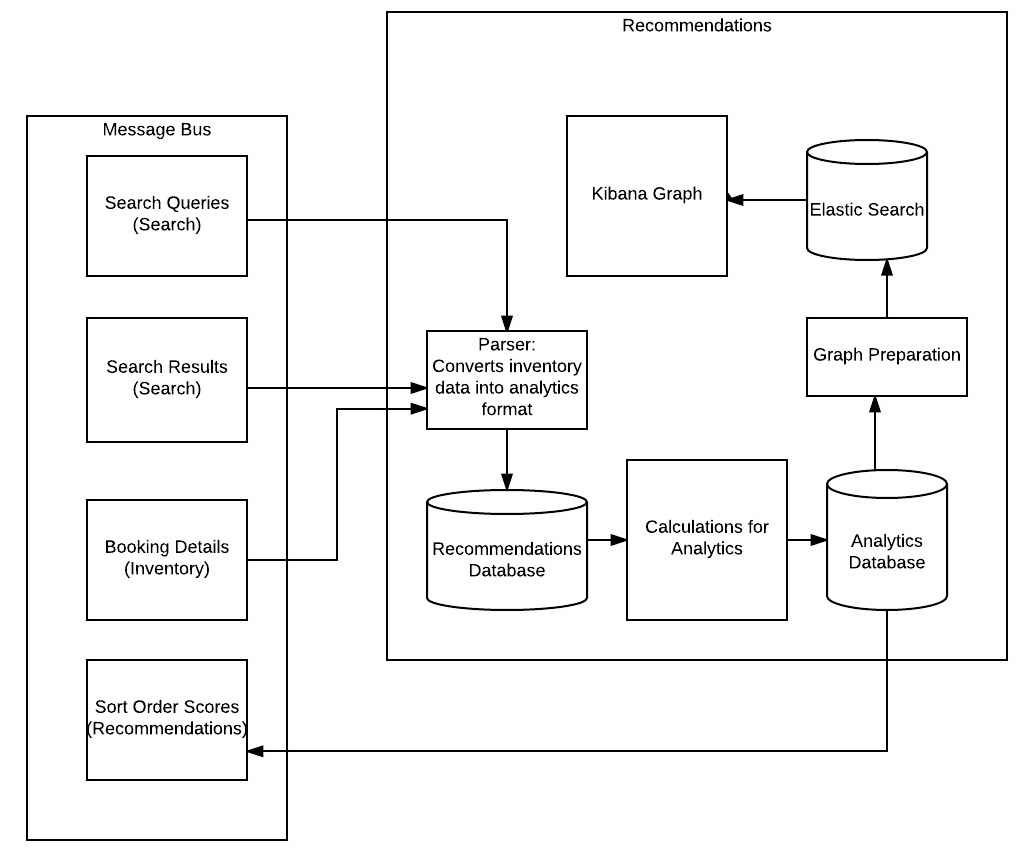 Recommendations
Message Bus
Search Queries
(Search)
Kibana Graph
Elastic Search
Search Results
(Search)
Parser:
Converts inventory
data into analytics
format
Graph Preparation
Booking Details
(Inventory)
Recommendations
Database
Calculations for
Analytics
Analytics
Database
Sort Order Scores
(Recommendations)